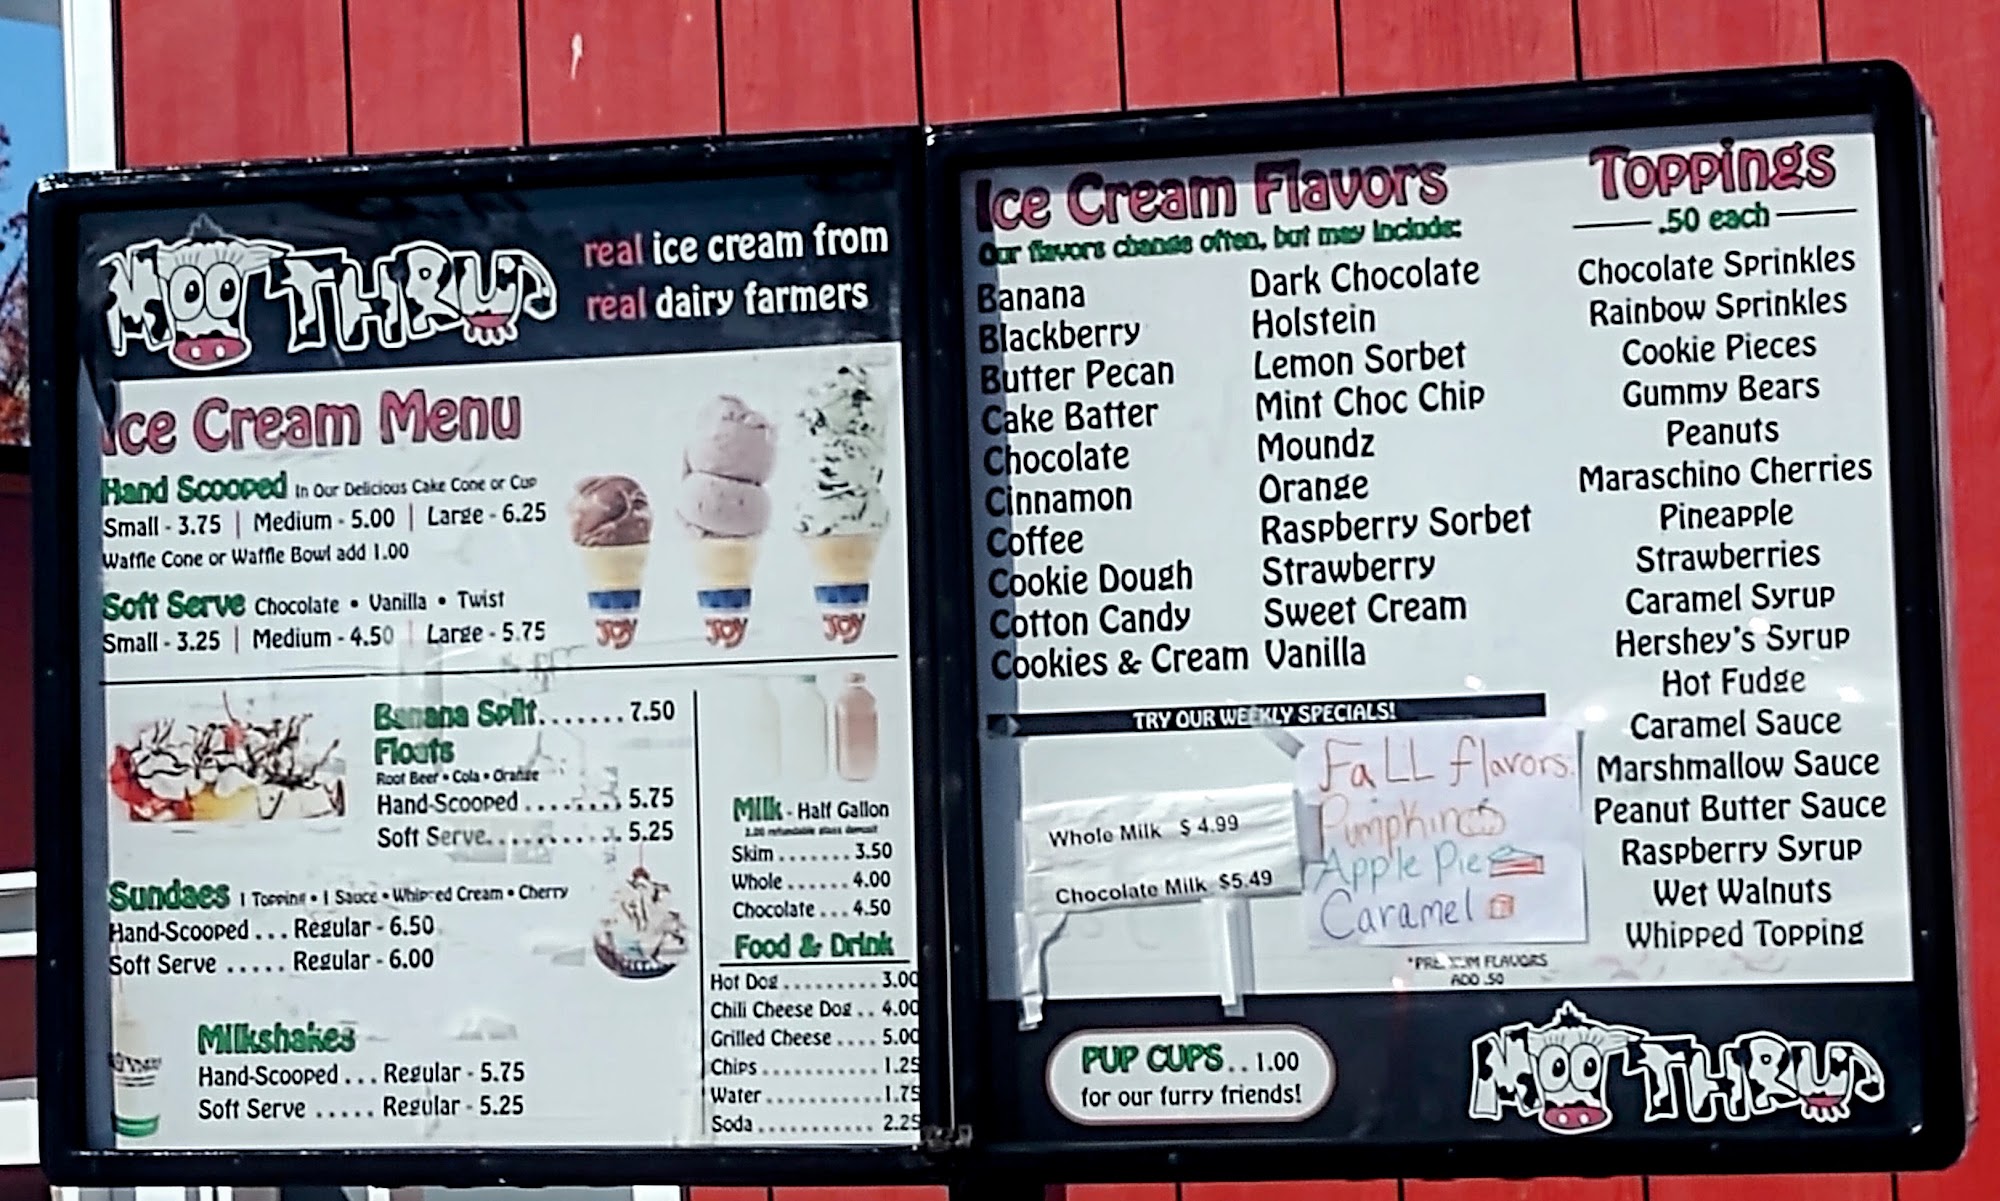 MOO THRU
real ice cream from
real dairy farmers
Ice Cream Menu
Hand Scooped In Our Delicious Cake Cone or Cup
Small - 3.75 | Medium - 5.00 | Large - 6.25
Waffle Cone or Waffle Bowl add 1.00
Soft Serve Chocolate • Vanilla • Twist
Small - 3.25 | Medium - 4.50 | Large - 5.75
JOY JOY JOY
Banana Split.......7.50
Floats
Root Beer • Cola • Orange
Hand-Scooped ........ 5.75
Soft Serve........... 5.25
Sundaes 1 Topping • 1 Sauce • Whipped Cream • Cherry
Hand-Scooped ... Regular - 6.50
Soft Serve ..... Regular - 6.00
Milkshakes
Hand-Scooped ... Regular - 5.75
Soft Serve ..... Regular - 5.25
Milk - Half Gallon
2.00 refundable glass deposit
Skim ....... 3.50
Whole ...... 4.00
Chocolate ... 4.50
Food & Drink
Hot Dog ......... 3.00
Chili Cheese Dog .. 4.00
Grilled Cheese .... 5.00
Chips ........... 1.25
Water ...........1.75
Soda ........... 2.25
Ice Cream Flavors
Our flavors change often, but may include:
Banana
Blackberry
Butter Pecan
Cake Batter
Chocolate
Cinnamon
Coffee
Cookie Dough
Cotton Candy
Cookies & Cream
Dark Chocolate
Holstein
Lemon Sorbet
Mint Choc Chip
Moundz
Orange
Raspberry Sorbet
Strawberry
Sweet Cream
Vanilla
Toppings
.50 each
Chocolate Sprinkles
Rainbow Sprinkles
Cookie Pieces
Gummy Bears
Peanuts
Maraschino Cherries
Pineapple
Strawberries
Caramel Syrup
Hershey's Syrup
Hot Fudge
Caramel Sauce
Marshmallow Sauce
Peanut Butter Sauce
Raspberry Syrup
Wet Walnuts
Whipped Topping
TRY OUR WEEKLY SPECIALS!
Whole Milk $ 4.99
Chocolate Milk $5.49
FaLL flavors:
Pumpkin
Apple Pie
Caramel
*PREMIUM FLAVORS
ADD .50
PUP CUPS .. 1.00
for our furry friends!
MOO THRU